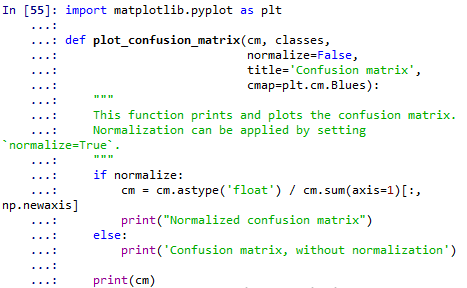 In [55]: import matplotlib.pyplot as plt
    ...: 
    ...: def plot_confusion_matrix(cm, classes,
    ...:                           normalize=False,
    ...:                           title='Confusion matrix',
    ...:                           cmap=plt.cm.Blues):
    ...:     """
    ...:     This function prints and plots the confusion matrix.
    ...:     Normalization can be applied by setting
`normalize=True`.
    ...:     """
    ...:     if normalize:
    ...:         cm = cm.astype('float') / cm.sum(axis=1)[:,
np.newaxis]
    ...:         print("Normalized confusion matrix")
    ...:     else:
    ...:         print('Confusion matrix, without normalization')
    ...: 
    ...:     print(cm)